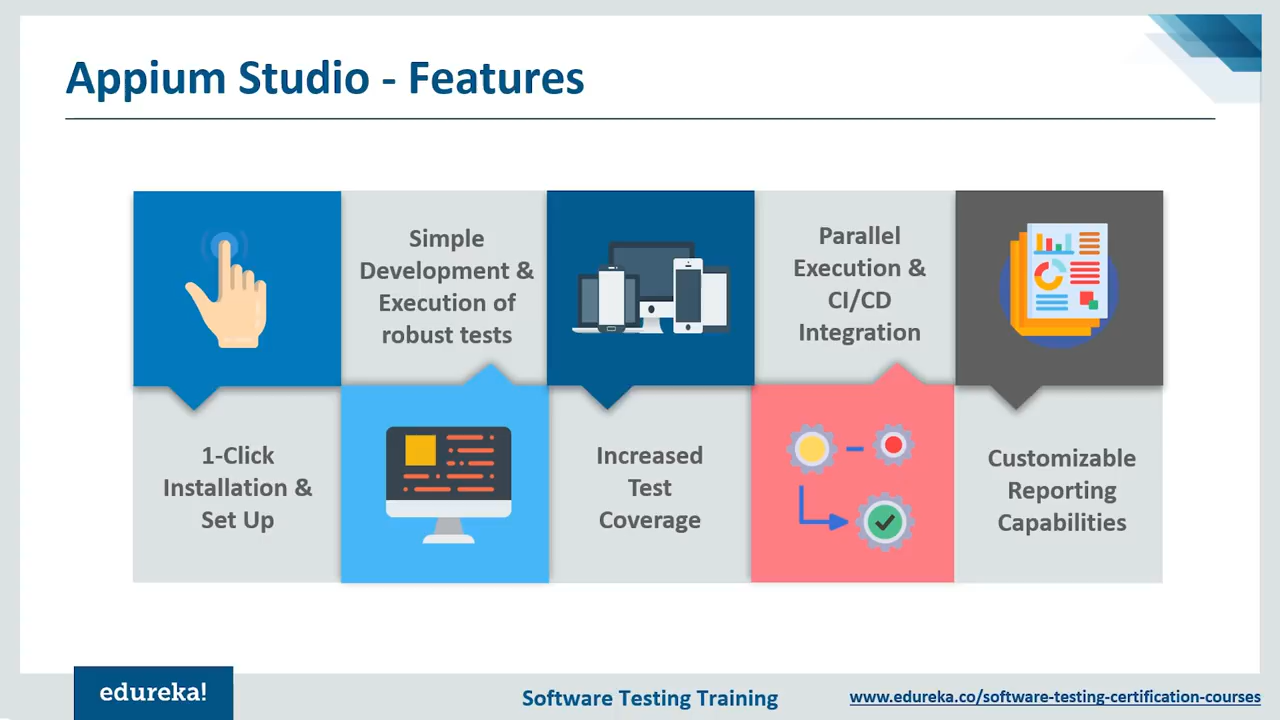 Appium Studio - Features
Simple
Development &
Execution of
robust tests
Parallel
Execution &
CI/CD
Integration
1-Click
Installation &
Set Up
Increased
Test
Coverage
Customizable
Reporting
Capabilities
edureka!
Software Testing Training
www.edureka.co/software-testing-certification-courses